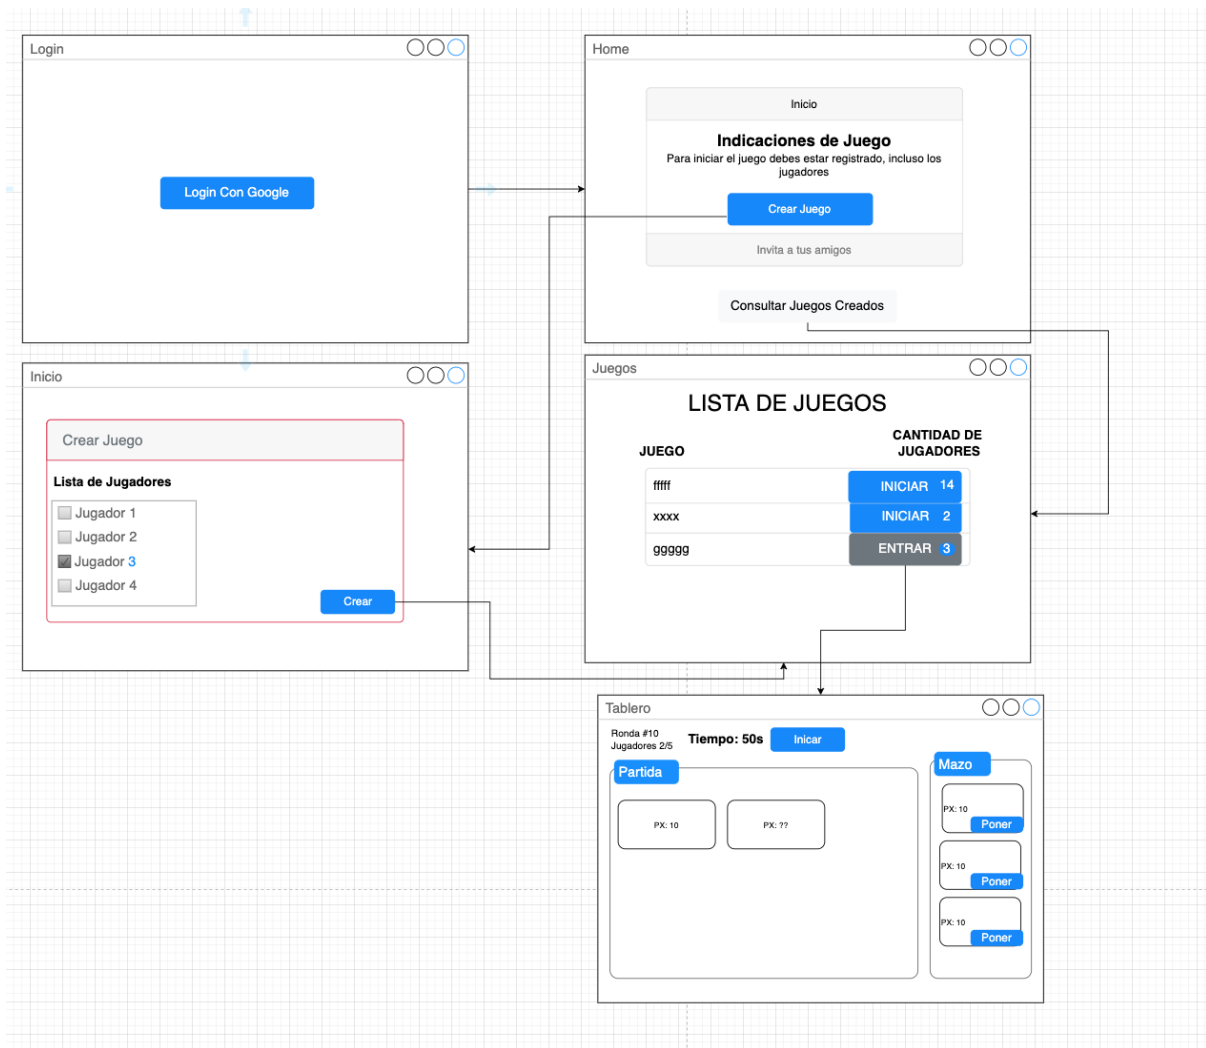 Login
Login Con Google
Home
Inicio
Indicaciones de Juego
Para iniciar el juego debes estar registrado, incluso los
jugadores
Crear Juego
Invita a tus amigos
Consultar Juegos Creados
Inicio
Crear Juego
Lista de Jugadores
Jugador 1
Jugador 2
Jugador 3
Jugador 4
Crear
Juegos
LISTA DE JUEGOS
JUEGO
CANTIDAD DE
JUGADORES
fffff
INICIAR 14
xxxx
INICIAR 2
ggggg
ENTRAR 3
Tablero
Ronda #10
Jugadores 2/5
Tiempo: 50s
Inicar
Partida
PX: 10
PX: ??
Mazo
PX: 10
Poner
PX: 10
Poner
PX: 10
Poner